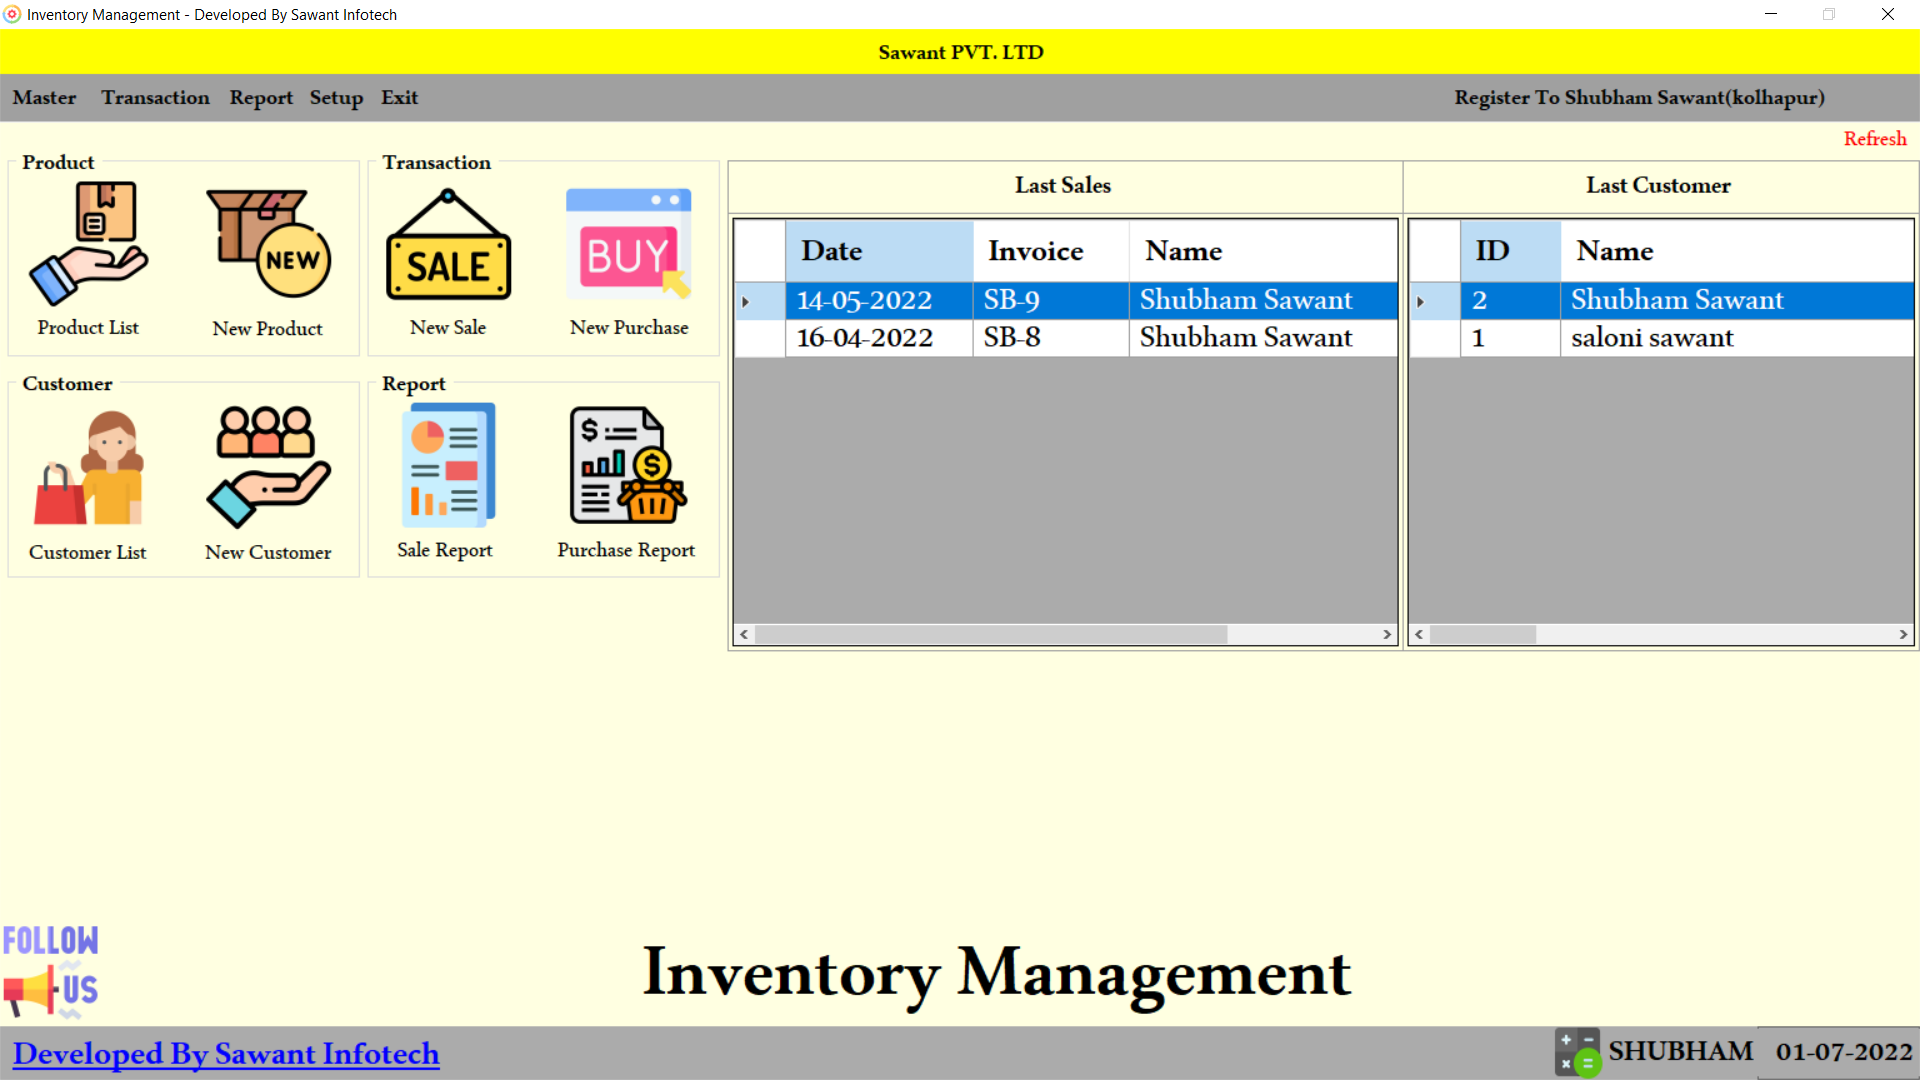 Inventory Management - Developed By Sawant Infotech
Sawant PVT. LTD
Master Transaction Report Setup Exit Register To Shubham Sawant(kolhapur)
Refresh
Product
NEW
Product List New Product
Transaction
SALE BUY
New Sale New Purchase
Customer
Customer List New Customer
Report
$
$
Sale Report Purchase Report
Last Sales
Date Invoice Name
14-05-2022 SB-9 Shubham Sawant
16-04-2022 SB-8 Shubham Sawant
Last Customer
ID Name
2 Shubham Sawant
1 saloni sawant
FOLLOW
US
Inventory Management
Developed By Sawant Infotech SHUBHAM 01-07-2022